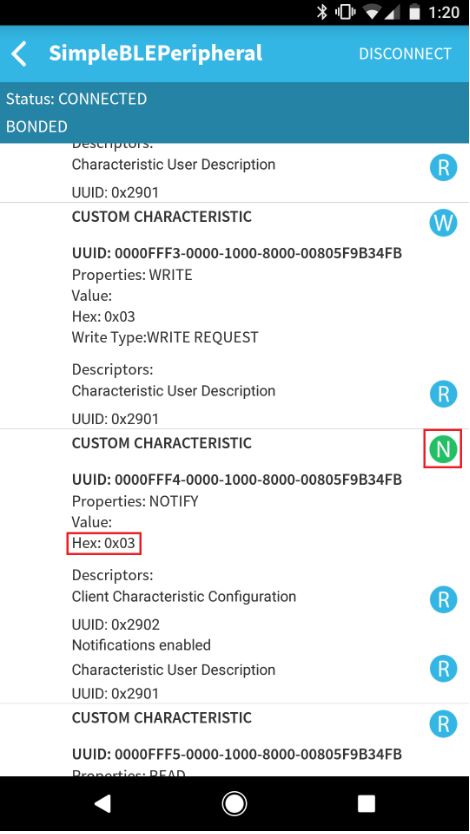 1:20
SimpleBLEPeripheral DISCONNECT
Status: CONNECTED
BONDED
Descriptors:
Characteristic User Description
R
UUID: 0x2901
CUSTOM CHARACTERISTIC
W
UUID: 0000FFF3-0000-1000-8000-00805F9B34FB
Properties: WRITE
Value:
Hex: 0x03
Write Type:WRITE REQUEST
Descriptors:
Characteristic User Description
R
UUID: 0x2901
CUSTOM CHARACTERISTIC
N
UUID: 0000FFF4-0000-1000-8000-00805F9B34FB
Properties: NOTIFY
Value:
Hex: 0x03
Descriptors:
Client Characteristic Configuration
R
UUID: 0x2902
Notifications enabled
Characteristic User Description
R
UUID: 0x2901
CUSTOM CHARACTERISTIC
R
UUID: 0000FFF5-0000-1000-8000-00805F9B34FB
Properties: READ